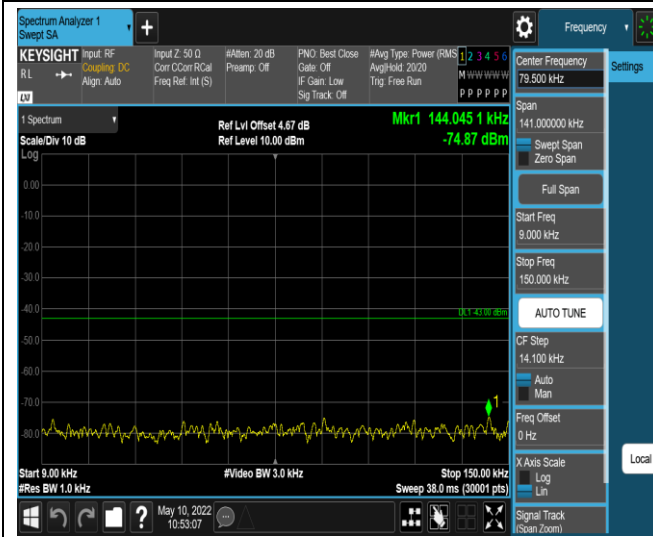 Spectrum Analyzer 1
Swept SA
+
Frequency
KEYSIGHT
RL
LXI
Input: RF
Coupling: DC
Align: Auto
Input Z: 50 Ω
Corr CCorr RCal
Freq Ref: Int (S)
#Atten: 20 dB
Preamp: Off
PNO: Best Close
Gate: Off
IF Gain: Low
Sig Track: Off
#Avg Type: Power (RMS
Avg|Hold: 20/20
Trig: Free Run
1 2 3 4 5 6
M W W W W W
P P P P P P
Center Frequency
79.500 kHz
Settings
Span
141.000000 kHz
Swept Span
Zero Span
Full Span
Start Freq
9.000 kHz
Stop Freq
150.000 kHz
AUTO TUNE
CF Step
14.100 kHz
Auto
Man
Freq Offset
0 Hz
X Axis Scale
Log
Lin
Local
Signal Track
(Span Zoom)
1 Spectrum
Scale/Div 10 dB
Log
Ref Lvl Offset 4.67 dB
Ref Level 10.00 dBm
Mkr1 144.045 1 kHz
-74.87 dBm
0.00
-10.0
-20.0
-30.0
-40.0
DL1 -43.00 dBm
-50.0
-60.0
-70.0
1
-80.0
Start 9.00 kHz
#Res BW 1.0 kHz
#Video BW 3.0 kHz
Stop 150.00 kHz
Sweep 38.0 ms (30001 pts)
?
May 10, 2022
10:53:07